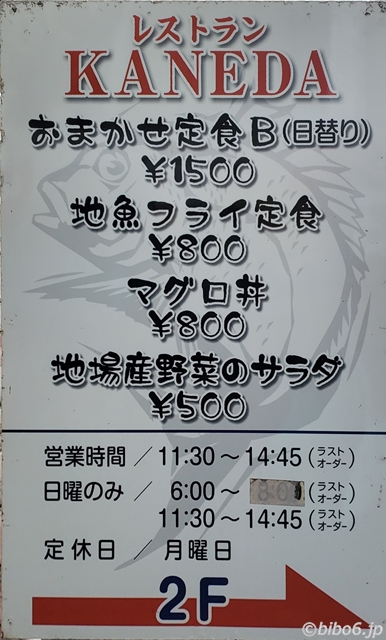 レストラン
KANEDA
おまかせ定食B(日替り)
¥1500
地魚フライ定食
¥800
マグロ丼
¥800
地場産野菜のサラダ
¥500
営業時間／11:30～14:45(ラストオーダー)
日曜のみ／6:00～(ラストオーダー)
11:30～14:45(ラストオーダー)
定休日／月曜日
2F
©bibo6.jp